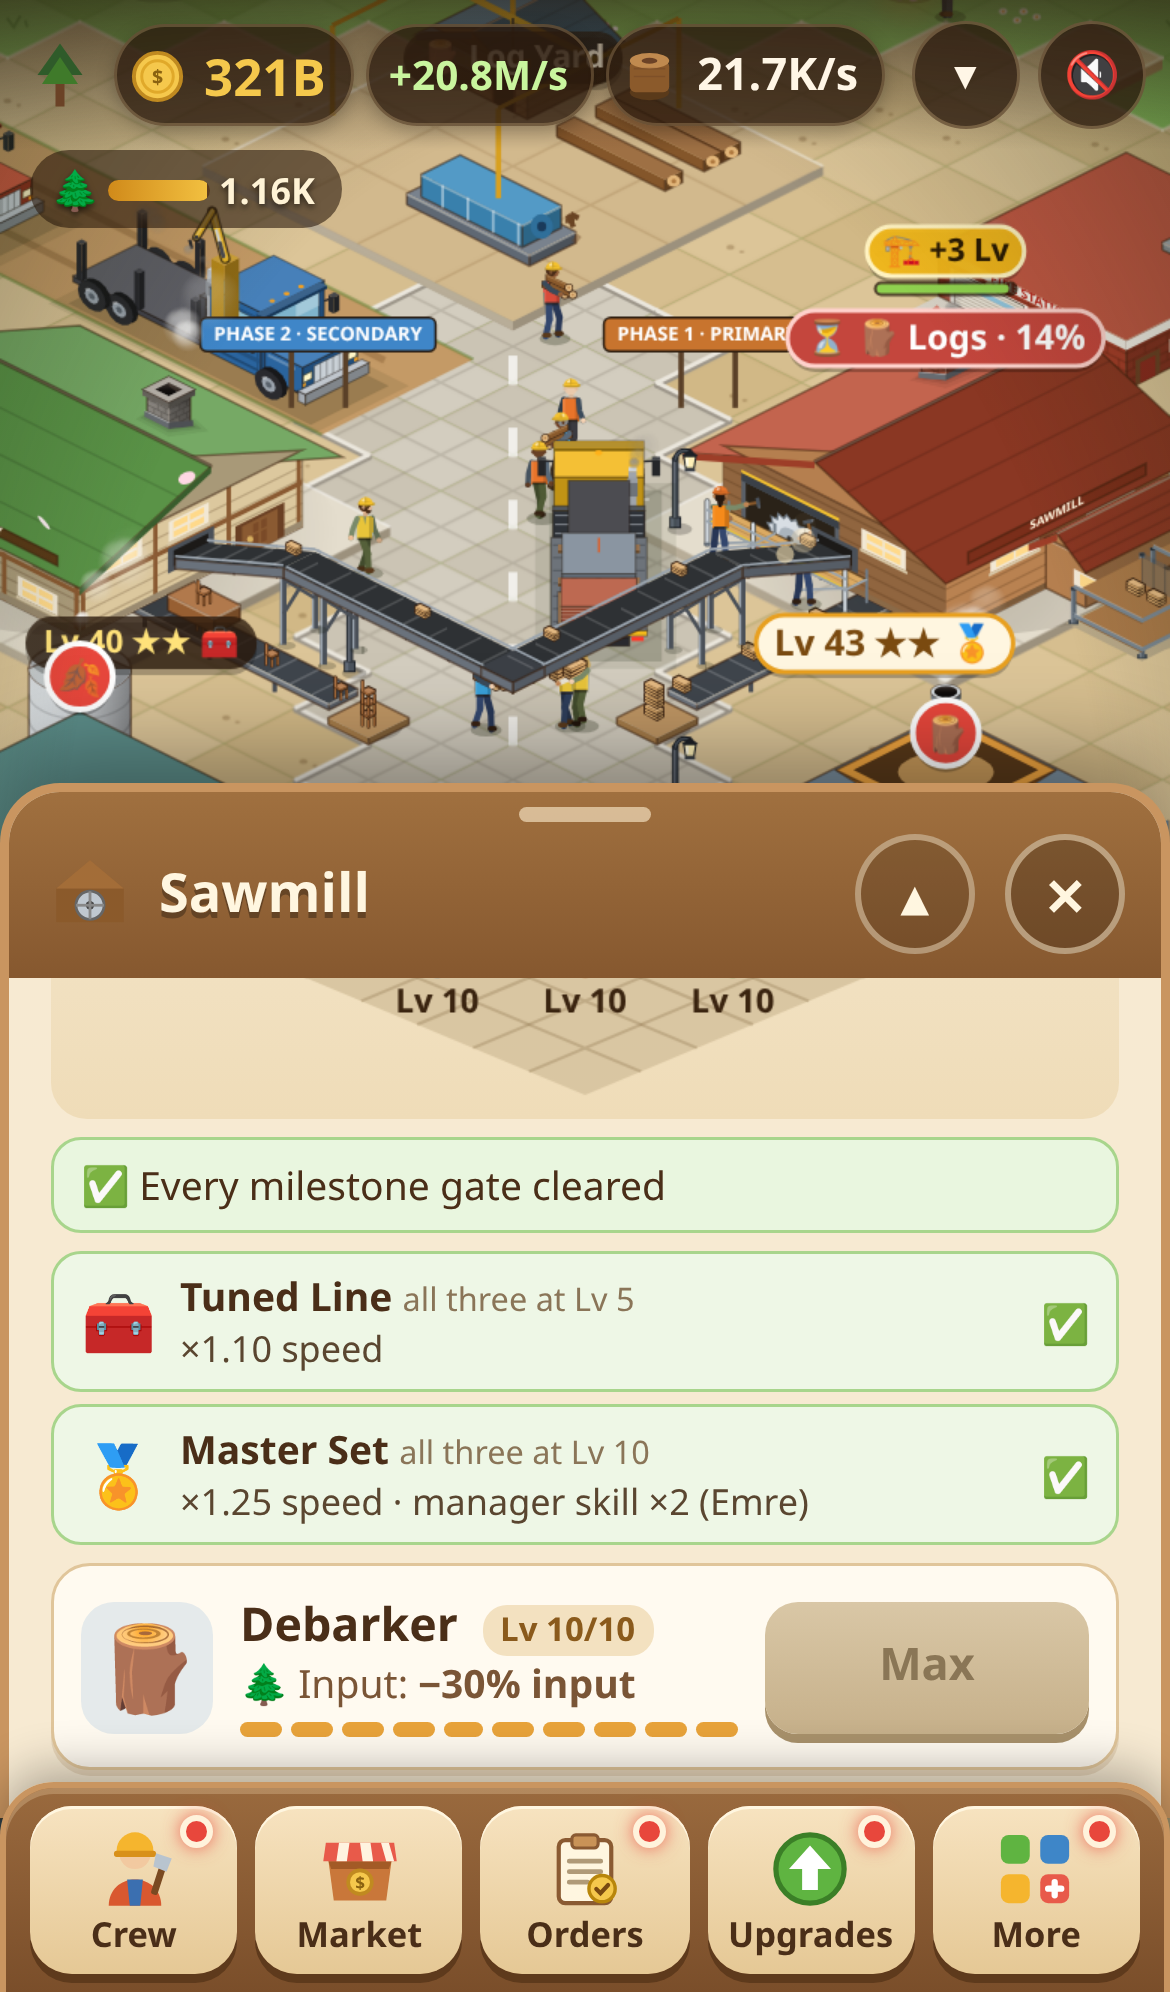 321B
+20.8M/s
Log Yard
21.7K/s
1.16K
+3 Lv
PHASE 2 · SECONDARY
PHASE 1 · PRIMAR
Logs · 14%
SAWMILL
Lv 40 ★★
Lv 43 ★★
Sawmill
Lv 10 Lv 10 Lv 10
Every milestone gate cleared
Tuned Line all three at Lv 5
×1.10 speed
Master Set all three at Lv 10
×1.25 speed · manager skill ×2 (Emre)
Debarker Lv 10/10
Input: −30% input
Max
Crew
Market
Orders
Upgrades
More